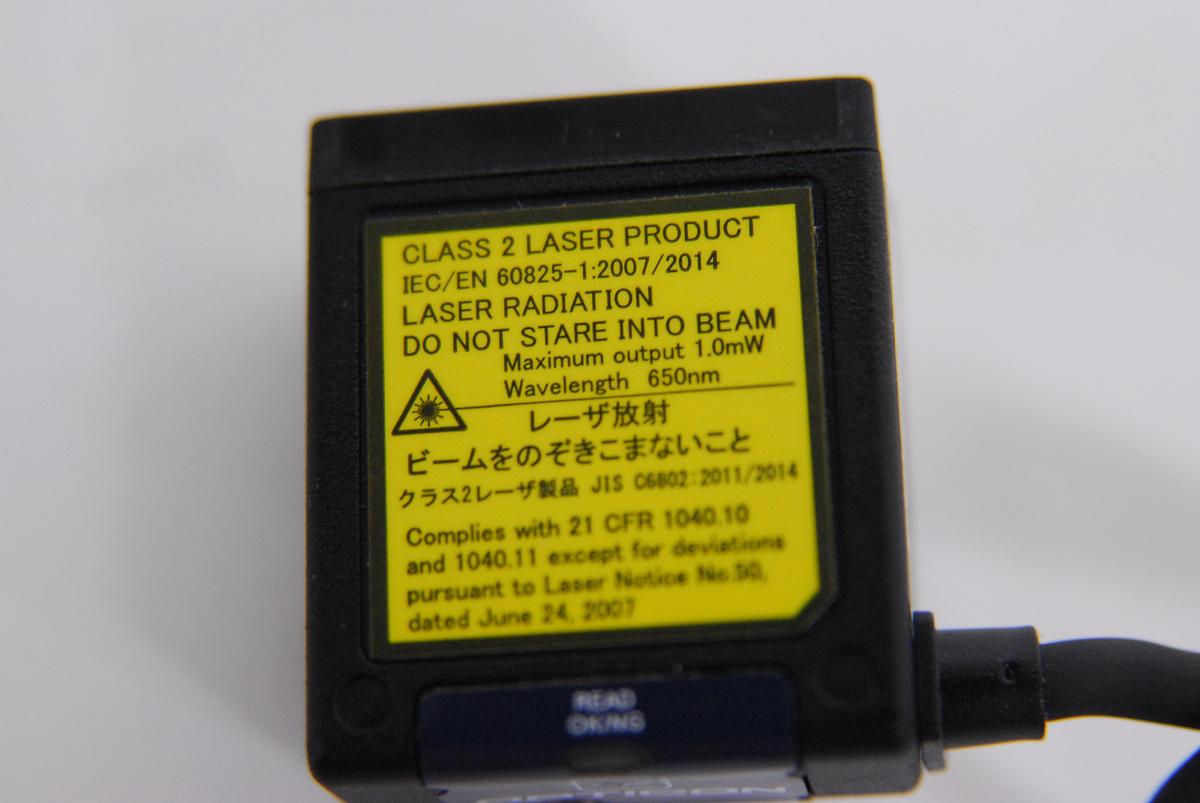 CLASS 2 LASER PRODUCT
IEC/EN 60825-1:2007/2014
LASER RADIATION
DO NOT STARE INTO BEAM
Maximum output 1.0mW
Wavelength 650nm
レーザ放射
ビームをのぞきこまないこと
クラス2レーザ製品 JIS C6802:2011/2014
Complies with 21 CFR 1040.10
and 1040.11 except for deviations
pursuant to Laser Notice No.50,
dated June 24, 2007
READ
OK/NG